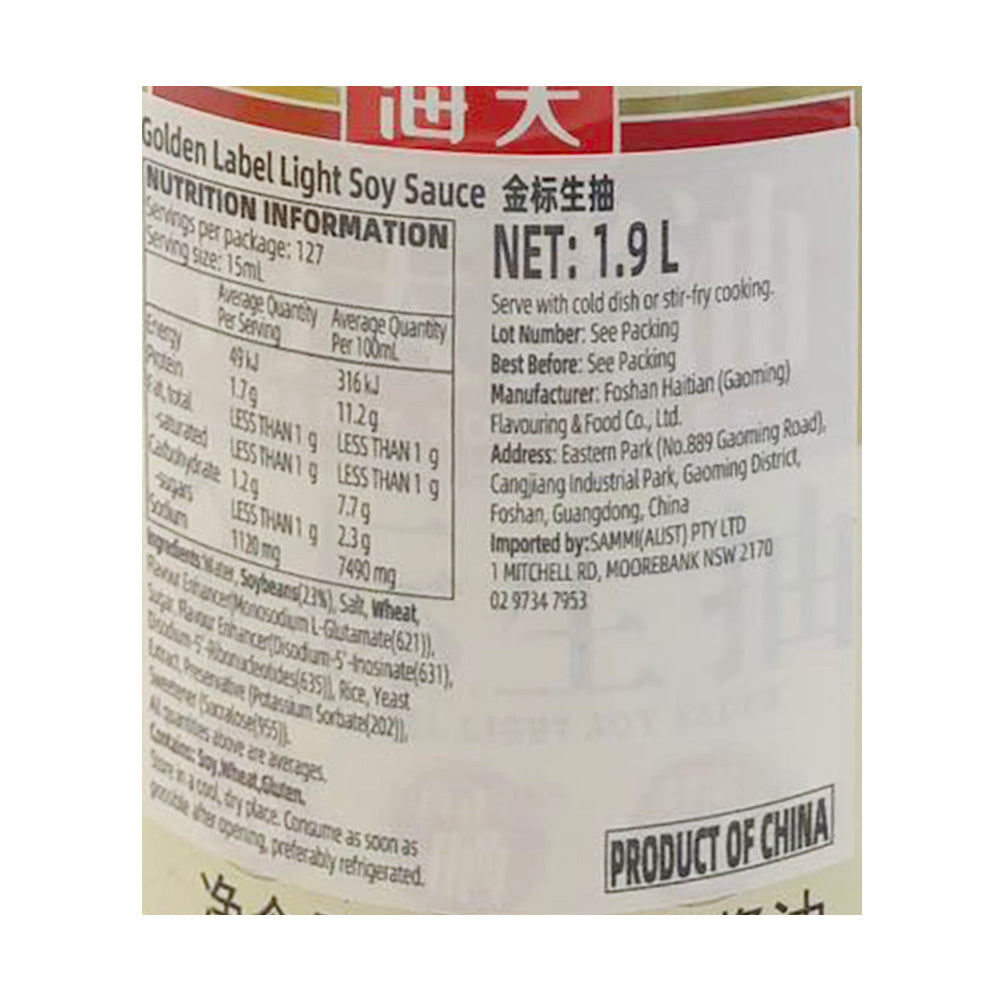 海天
Golden Label Light Soy Sauce 金标生抽
NUTRITION INFORMATION
Servings per package: 127
Serving size: 15mL
Average Quantity Per Serving Average Quantity Per 100mL
Energy 49 kJ 316 kJ
Protein 1.7 g 11.2 g
Fat, total LESS THAN 1 g LESS THAN 1 g
-saturated LESS THAN 1 g LESS THAN 1 g
Carbohydrate 1.2 g 7.7 g
-sugars LESS THAN 1 g 2.3 g
Sodium 1120 mg 7490 mg
Ingredients: Water, Soybeans(23%), Salt, Wheat,
Flavour Enhancer(Monosodium L-Glutamate(621)),
Sugar, Flavour Enhancer(Disodium-5'-Inosinate(631),
Disodium-5'-Ribonucleotides(635)), Rice, Yeast
Extract, Preservative (Potassium Sorbate(202)),
Sweetener (Sucralose(955)).
All quantities above are averages.
Contains: Soy,Wheat,Gluten.
Store in a cool, dry place. Consume as soon as
possible after opening, preferably refrigerated.
NET: 1.9 L
Serve with cold dish or stir-fry cooking.
Lot Number: See Packing
Best Before: See Packing
Manufacturer: Foshan Haitian (Gaoming)
Flavouring & Food Co., Ltd.
Address: Eastern Park (No.889 Gaoming Road),
Cangjiang Industrial Park, Gaoming District,
Foshan, Guangdong, China
Imported by:SAMMI(AUST) PTY LTD
1 MITCHELL RD, MOOREBANK NSW 2170
02 9734 7953
PRODUCT OF CHINA